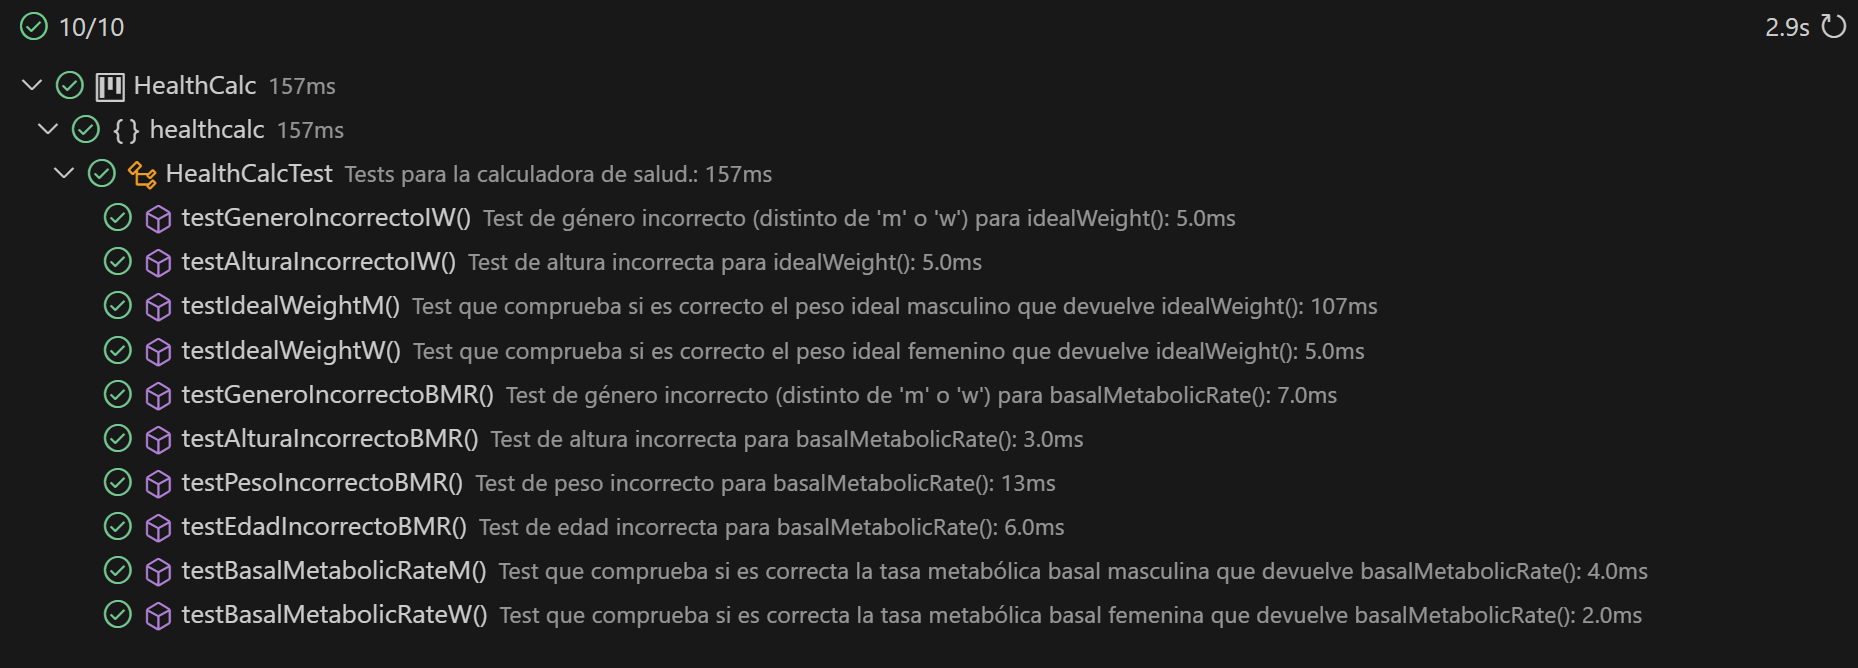 10/10 2.9s
HealthCalc 157ms
{} healthcalc 157ms
HealthCalcTest Tests para la calculadora de salud.: 157ms
testGeneroIncorrectoIW() Test de género incorrecto (distinto de 'm' o 'w') para idealWeight(): 5.0ms
testAlturaIncorrectoIW() Test de altura incorrecta para idealWeight(): 5.0ms
testIdealWeightM() Test que comprueba si es correcto el peso ideal masculino que devuelve idealWeight(): 107ms
testIdealWeightW() Test que comprueba si es correcto el peso ideal femenino que devuelve idealWeight(): 5.0ms
testGeneroIncorrectoBMR() Test de género incorrecto (distinto de 'm' o 'w') para basalMetabolicRate(): 7.0ms
testAlturaIncorrectoBMR() Test de altura incorrecta para basalMetabolicRate(): 3.0ms
testPesoIncorrectoBMR() Test de peso incorrecto para basalMetabolicRate(): 13ms
testEdadIncorrectoBMR() Test de edad incorrecta para basalMetabolicRate(): 6.0ms
testBasalMetabolicRateM() Test que comprueba si es correcta la tasa metabólica basal masculina que devuelve basalMetabolicRate(): 4.0ms
testBasalMetabolicRateW() Test que comprueba si es correcta la tasa metabólica basal femenina que devuelve basalMetabolicRate(): 2.0ms